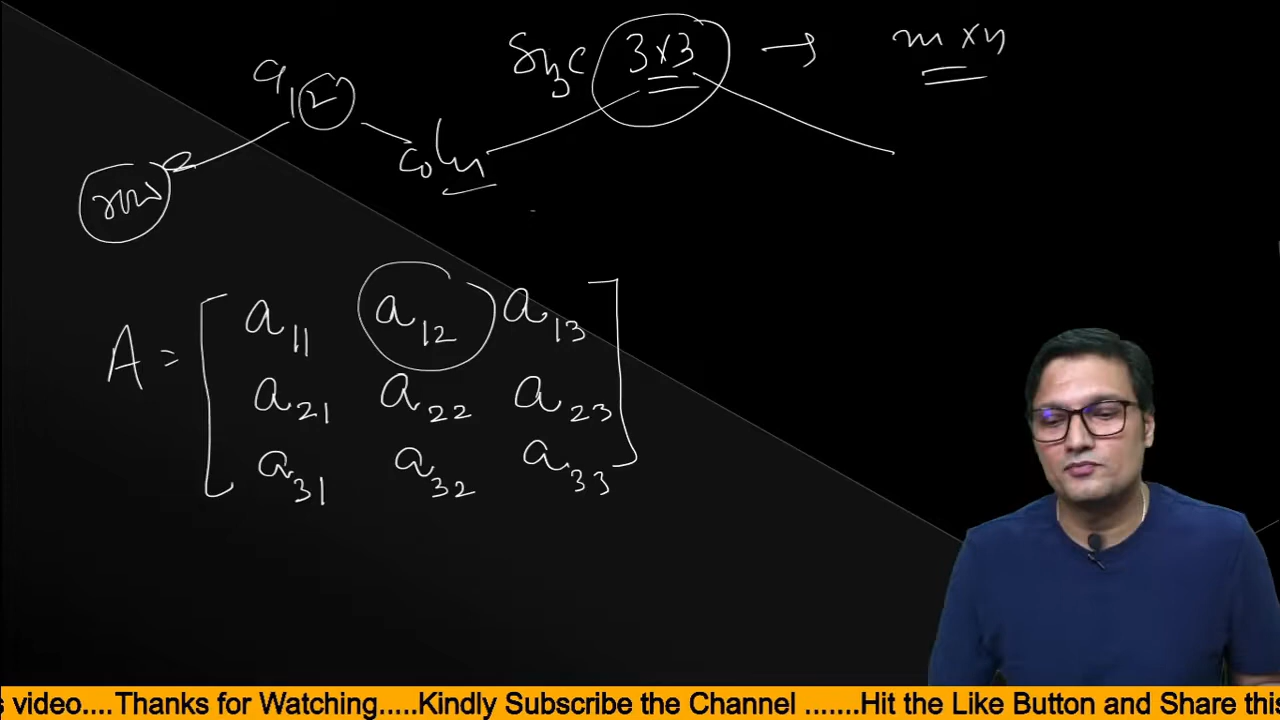 Size 3×3 → m×n
a12
row
coln
A = [ a11 a12 a13
a21 a22 a23
a31 a32 a33 ]
s video....Thanks for Watching.....Kindly Subscribe the Channel .......Hit the Like Button and Share this